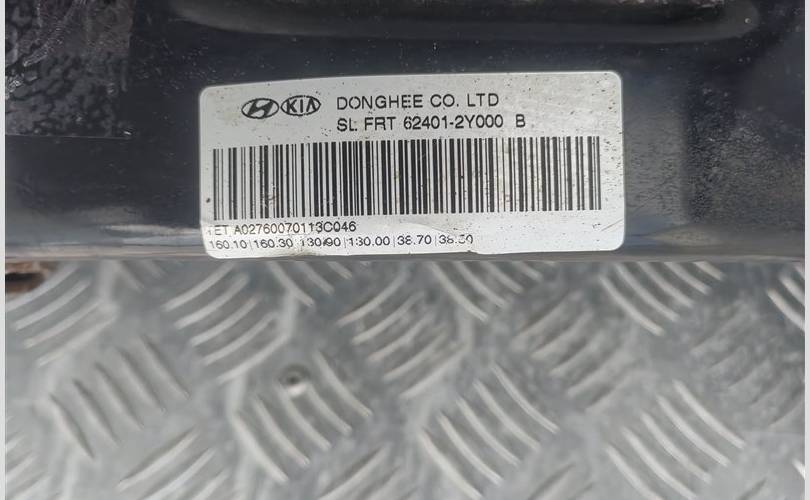 KIA DONGHEE CO. LTD
SL FRT 62401-2Y000 B
1ET A02760070113C046
160.10|160.30|130.90|130.00|38.70|38.50